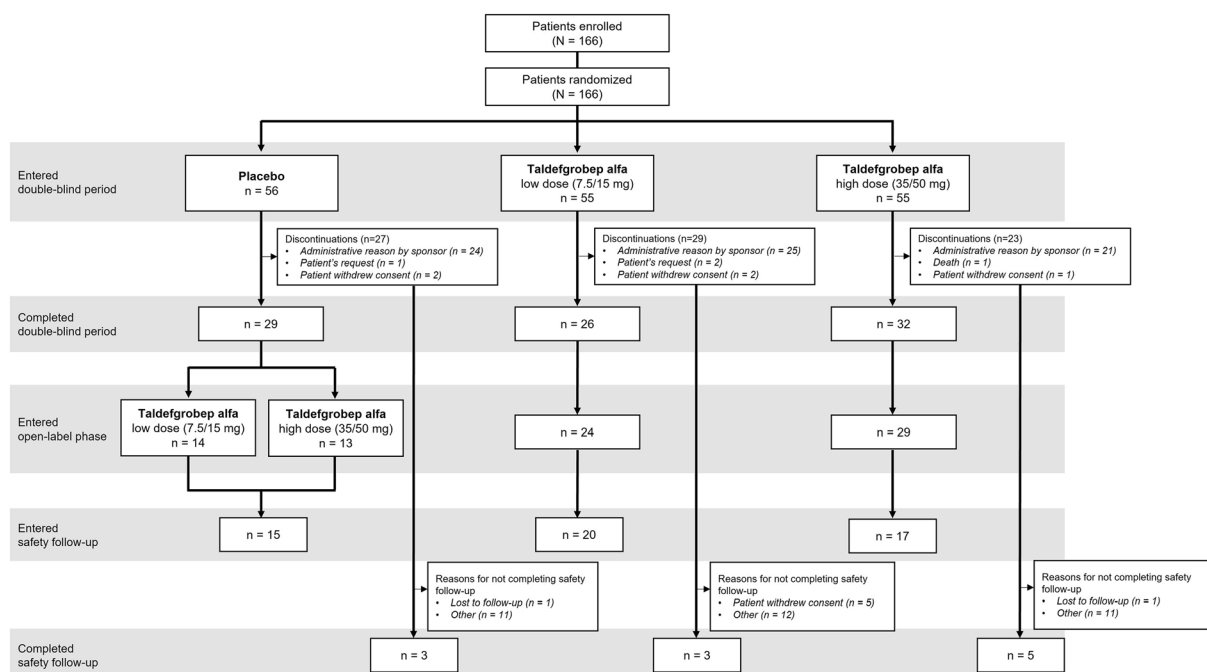 Patients enrolled
(N = 166)
Patients randomized
(N = 166)
Entered
double-blind period
Placebo
n = 56
Taldefgrobep alfa
low dose (7.5/15 mg)
n = 55
Taldefgrobep alfa
high dose (35/50 mg)
n = 55
Discontinuations (n=27)
• Administrative reason by sponsor (n = 24)
• Patient's request (n = 1)
• Patient withdrew consent (n = 2)
Discontinuations (n=29)
• Administrative reason by sponsor (n = 25)
• Patient's request (n = 2)
• Patient withdrew consent (n = 2)
Discontinuations (n=23)
• Administrative reason by sponsor (n = 21)
• Death (n = 1)
• Patient withdrew consent (n = 1)
Completed
double-blind period
n = 29
n = 26
n = 32
Entered
open-label phase
Taldefgrobep alfa
low dose (7.5/15 mg)
n = 14
Taldefgrobep alfa
high dose (35/50 mg)
n = 13
n = 24
n = 29
Entered
safety follow-up
n = 15
n = 20
n = 17
Reasons for not completing safety
follow-up
• Lost to follow-up (n = 1)
• Other (n = 11)
Reasons for not completing safety
follow-up
• Patient withdrew consent (n = 5)
• Other (n = 12)
Reasons for not completing safety
follow-up
• Lost to follow-up (n = 1)
• Other (n = 11)
Completed
safety follow-up
n = 3
n = 3
n = 5